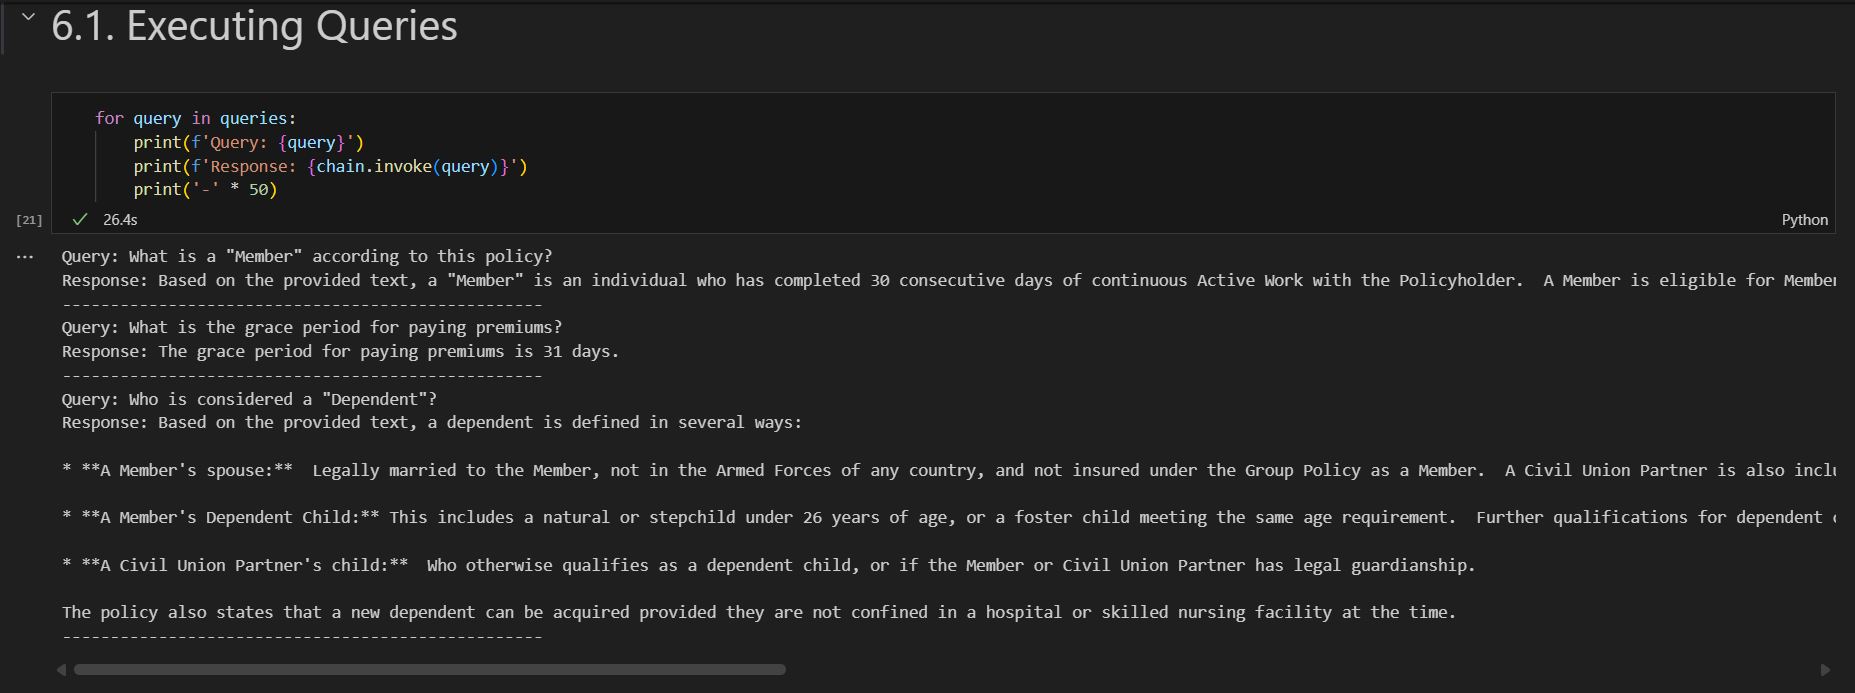 6.1. Executing Queries
for query in queries:
    print(f'Query: {query}')
    print(f'Response: {chain.invoke(query)}')
    print('-' * 50)
[21] 26.4s Python
Query: What is a "Member" according to this policy?
Response: Based on the provided text, a "Member" is an individual who has completed 30 consecutive days of continuous Active Work with the Policyholder.  A Member is eligible for Member
--------------------------------------------------
Query: What is the grace period for paying premiums?
Response: The grace period for paying premiums is 31 days.
--------------------------------------------------
Query: Who is considered a "Dependent"?
Response: Based on the provided text, a dependent is defined in several ways:
* **A Member's spouse:**  Legally married to the Member, not in the Armed Forces of any country, and not insured under the Group Policy as a Member.  A Civil Union Partner is also
* **A Member's Dependent Child:** This includes a natural or stepchild under 26 years of age, or a foster child meeting the same age requirement.  Further qualifications for dependent
* **A Civil Union Partner's child:**  Who otherwise qualifies as a dependent child, or if the Member or Civil Union Partner has legal guardianship.
The policy also states that a new dependent can be acquired provided they are not confined in a hospital or skilled nursing facility at the time.
--------------------------------------------------